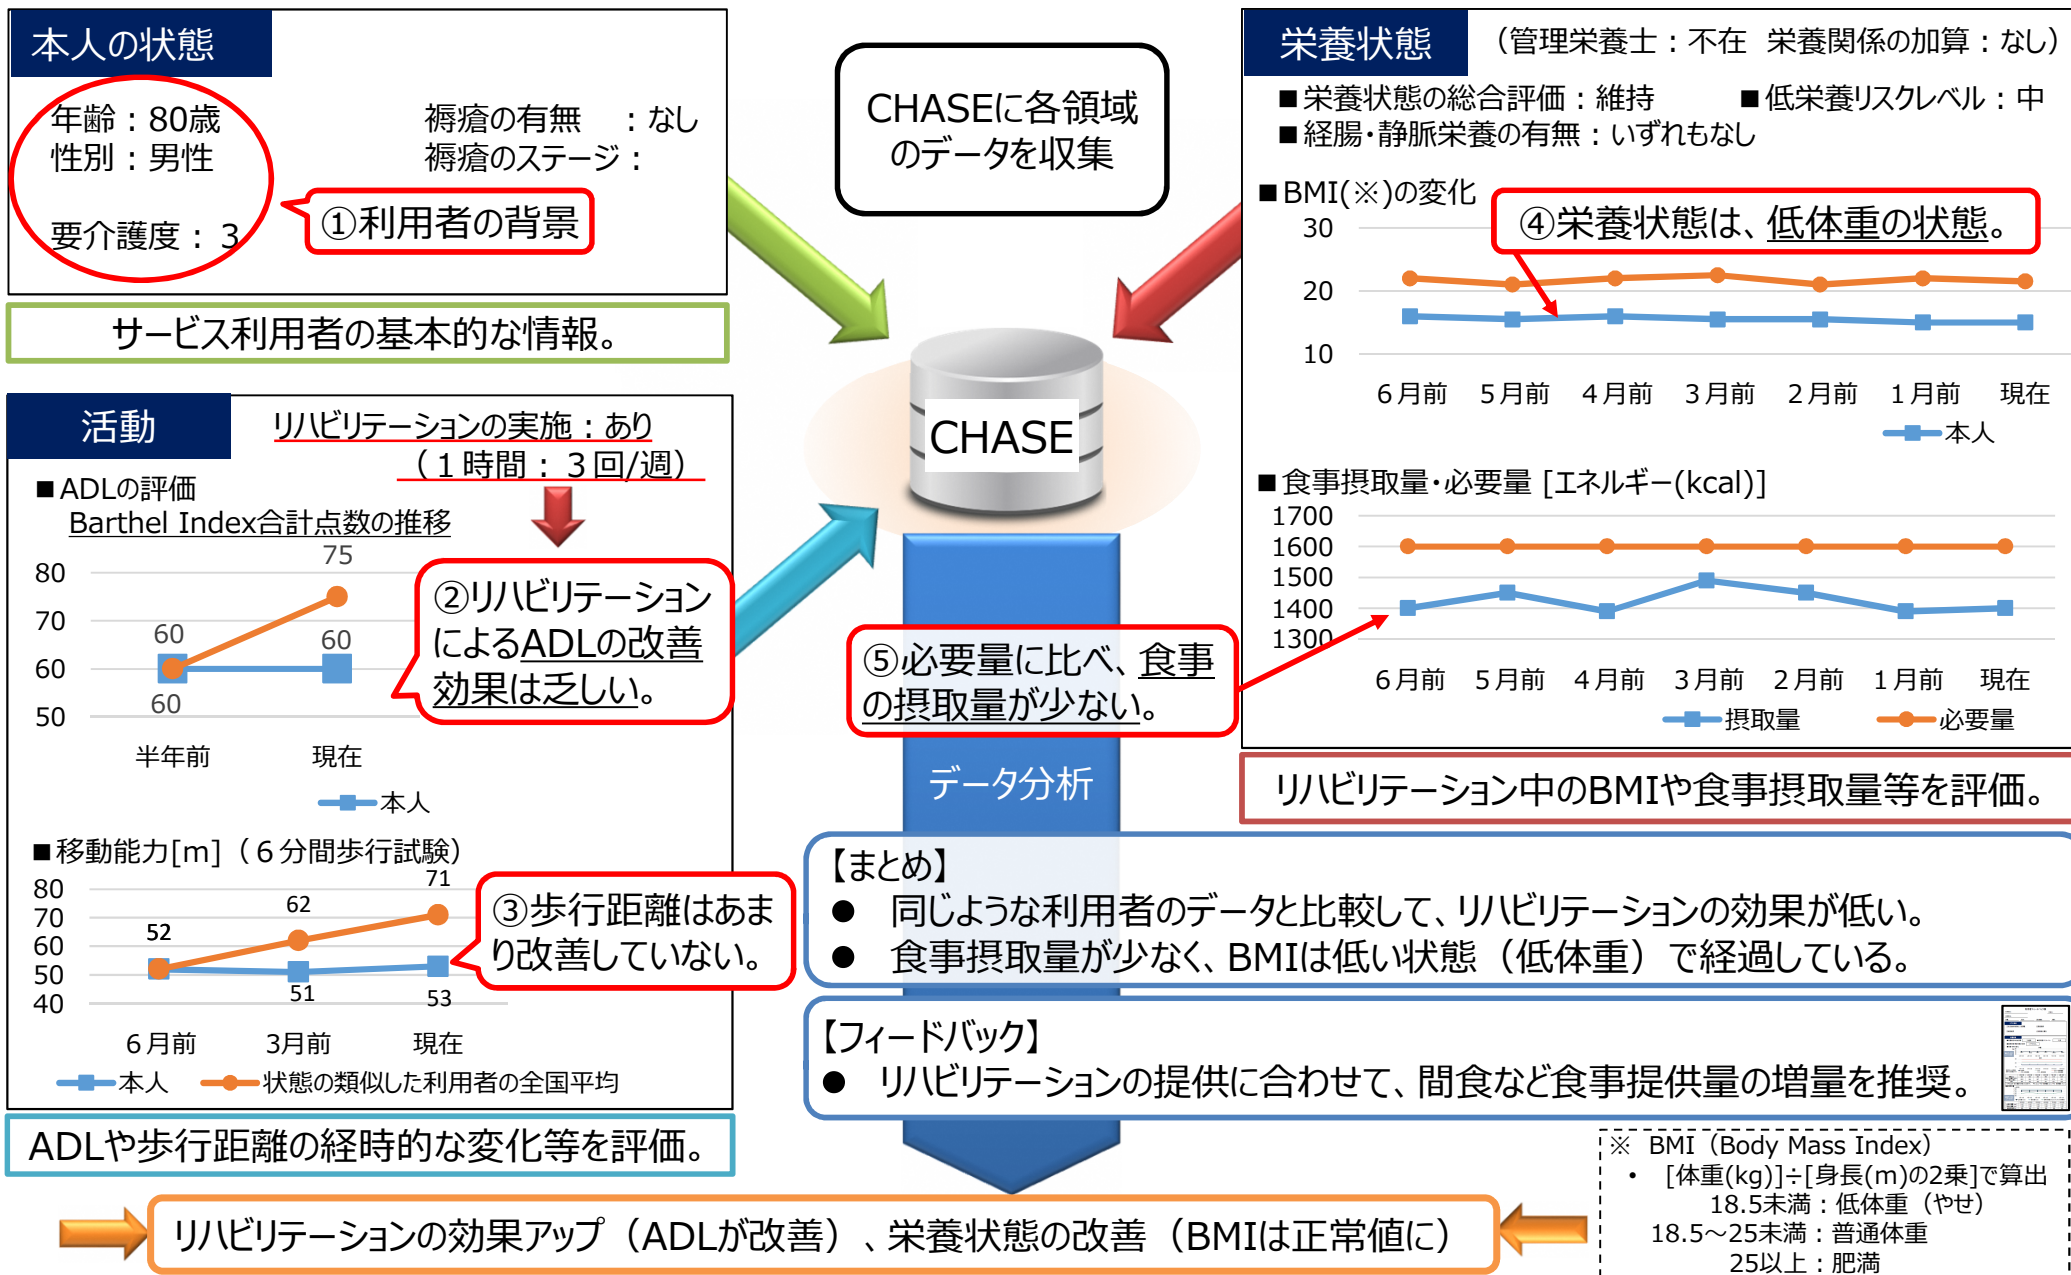 本人の状態
年齢：80歳
性別：男性
要介護度：３
褥瘡の有無　：なし
褥瘡のステージ：
①利用者の背景
サービス利用者の基本的な情報。
CHASEに各領域
のデータを収集
CHASE
栄養状態
（管理栄養士：不在 栄養関係の加算：なし）
■栄養状態の総合評価：維持
■低栄養リスクレベル：中
■経腸・静脈栄養の有無：いずれもなし
■BMI(※)の変化
④栄養状態は、低体重の状態。
30
20
10
６月前 ５月前 ４月前 ３月前 ２月前 １月前 現在
本人
■食事摂取量・必要量 [エネルギー(kcal)]
1700
1600
1500
1400
1300
６月前 ５月前 ４月前 ３月前 ２月前 １月前 現在
摂取量 必要量
リハビリテーション中のBMIや食事摂取量等を評価。
活動
リハビリテーションの実施：あり
（１時間：３回/週）
■ADLの評価
Barthel Index合計点数の推移
80
70
60
50
75
60
60
60
半年前 現在
本人
②リハビリテーション
によるADLの改善
効果は乏しい。
■移動能力[m]（６分間歩行試験）
80
70
60
50
40
52
62
71
51
53
６月前 3月前 現在
本人 状態の類似した利用者の全国平均
③歩行距離はあま
り改善していない。
ADLや歩行距離の経時的な変化等を評価。
⑤必要量に比べ、食事
の摂取量が少ない。
データ分析
【まとめ】
● 同じような利用者のデータと比較して、リハビリテーションの効果が低い。
● 食事摂取量が少なく、BMIは低い状態（低体重）で経過している。
【フィードバック】
● リハビリテーションの提供に合わせて、間食など食事提供量の増量を推奨。
リハビリテーションの効果アップ（ADLが改善）、栄養状態の改善（BMIは正常値に）
※ BMI（Body Mass Index）
・ [体重(kg)]÷[身長(m)の2乗]で算出
18.5未満：低体重（やせ）
18.5～25未満：普通体重
25以上：肥満